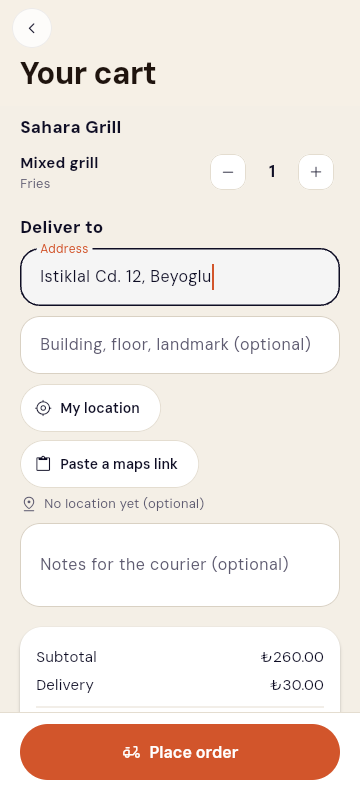 Your cart
Sahara Grill
Mixed grill
Fries
1
Deliver to
Address
Istiklal Cd. 12, Beyoglu
Building, floor, landmark (optional)
My location
Paste a maps link
No location yet (optional)
Notes for the courier (optional)
Subtotal ₺260.00
Delivery ₺30.00
Place order